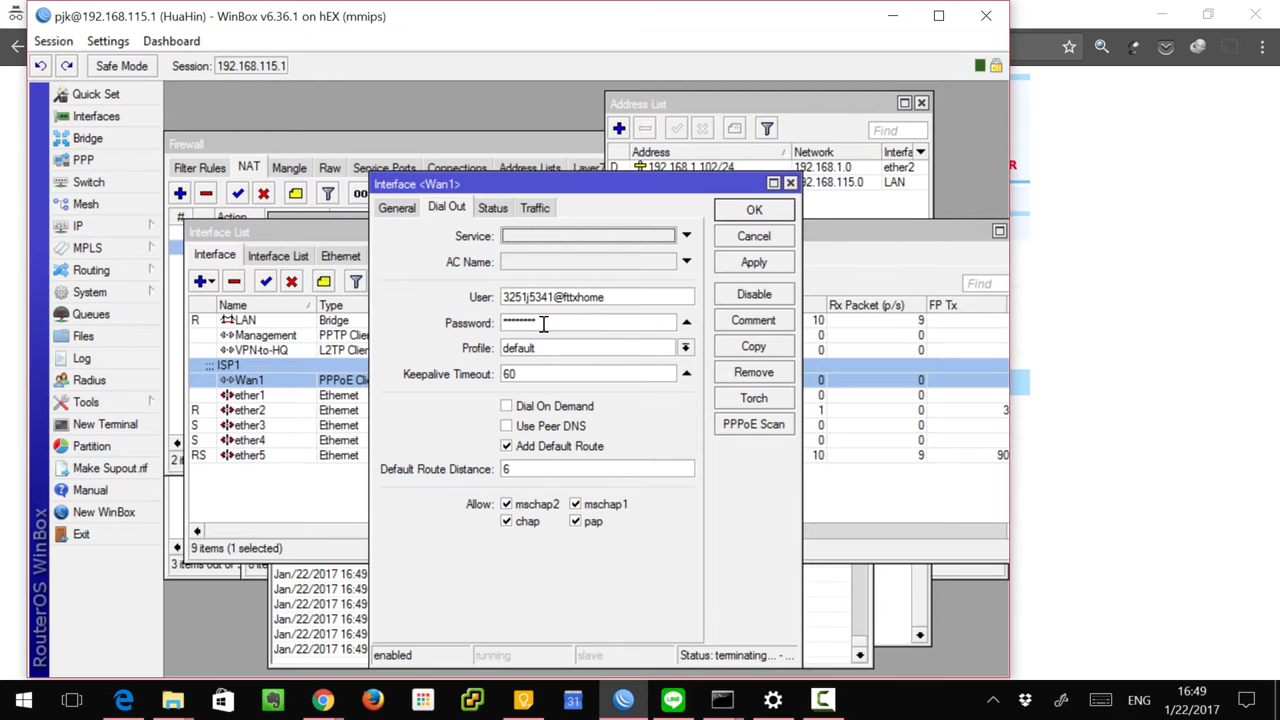 pjk@192.168.115.1 (HuaHin) - WinBox v6.36.1 on hEX (mmips)
Session Settings Dashboard
Safe Mode Session: 192.168.115.1
Quick Set
Interfaces
Bridge
PPP
Switch
Mesh
IP
MPLS
Routing
System
Queues
Files
Log
Radius
Tools
New Terminal
Partition
Make Supout.rif
Manual
New WinBox
Exit
RouterOS WinBox
Address List
Find
Address Network Interfa
D 192.168.1.102/24 192.168.1.0 ether2
192.168.115.0 LAN
Firewall
Filter Rules NAT Mangle Raw Service Ports Connections Address Lists Layer7
00
# Action
Interface List
Interface Interface List Ethernet
Find
Name Type Rx Packet (p/s) FP Tx
R LAN Bridge 10 9
Management PPTP Clie
VPN-to-HQ L2TP Clie
;;; ISP1
Wan1 PPPoE Cli 0 0
ether1 Ethernet 0 0
R ether2 Ethernet 1 0 3
S ether3 Ethernet 0 0
S ether4 Ethernet 0 0
RS ether5 Ethernet 10 9 90
9 items (1 selected)
3 items out of
Interface <Wan1>
General Dial Out Status Traffic
Service:
AC Name:
User: 3251j5341@fttxhome
Password: ********
Profile: default
Keepalive Timeout: 60
Dial On Demand
Use Peer DNS
Add Default Route
Default Route Distance: 6
Allow: mschap2 mschap1
chap pap
enabled running slave Status: terminating... - ...
OK
Cancel
Apply
Disable
Comment
Copy
Remove
Torch
PPPoE Scan
Jan/22/2017 16:49
Jan/22/2017 16:49
Jan/22/2017 16:49
Jan/22/2017 16:49
Jan/22/2017 16:49
Jan/22/2017 16:49
R
ENG
16:49
1/22/2017